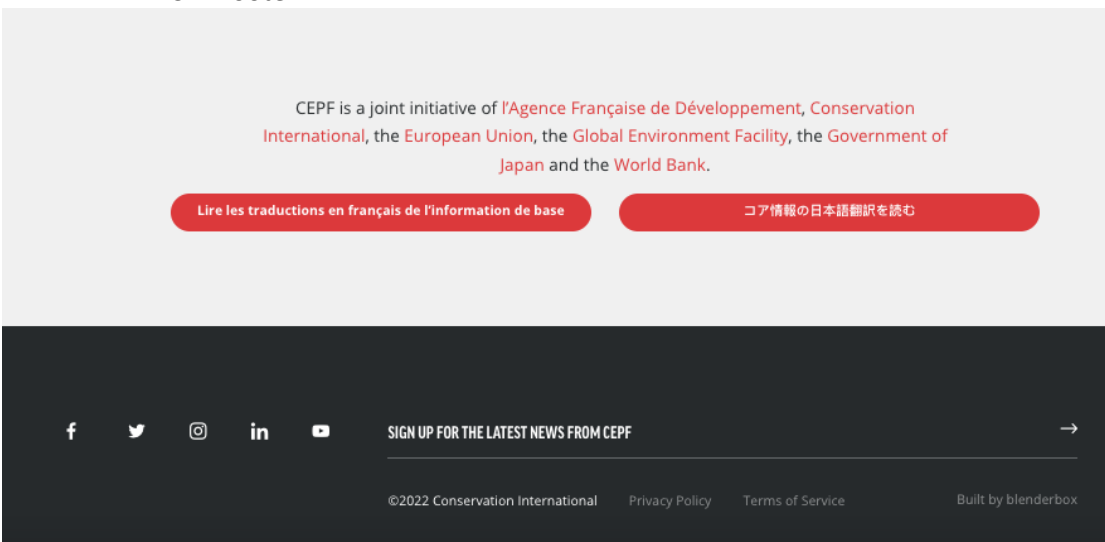 CEPF is a joint initiative of l'Agence Française de Développement, Conservation
International, the European Union, the Global Environment Facility, the Government of
Japan and the World Bank.
Lire les traductions en français de l'information de base
コア情報の日本語翻訳を読む
SIGN UP FOR THE LATEST NEWS FROM CEPF
©2022 Conservation International Privacy Policy Terms of Service Built by blenderbox